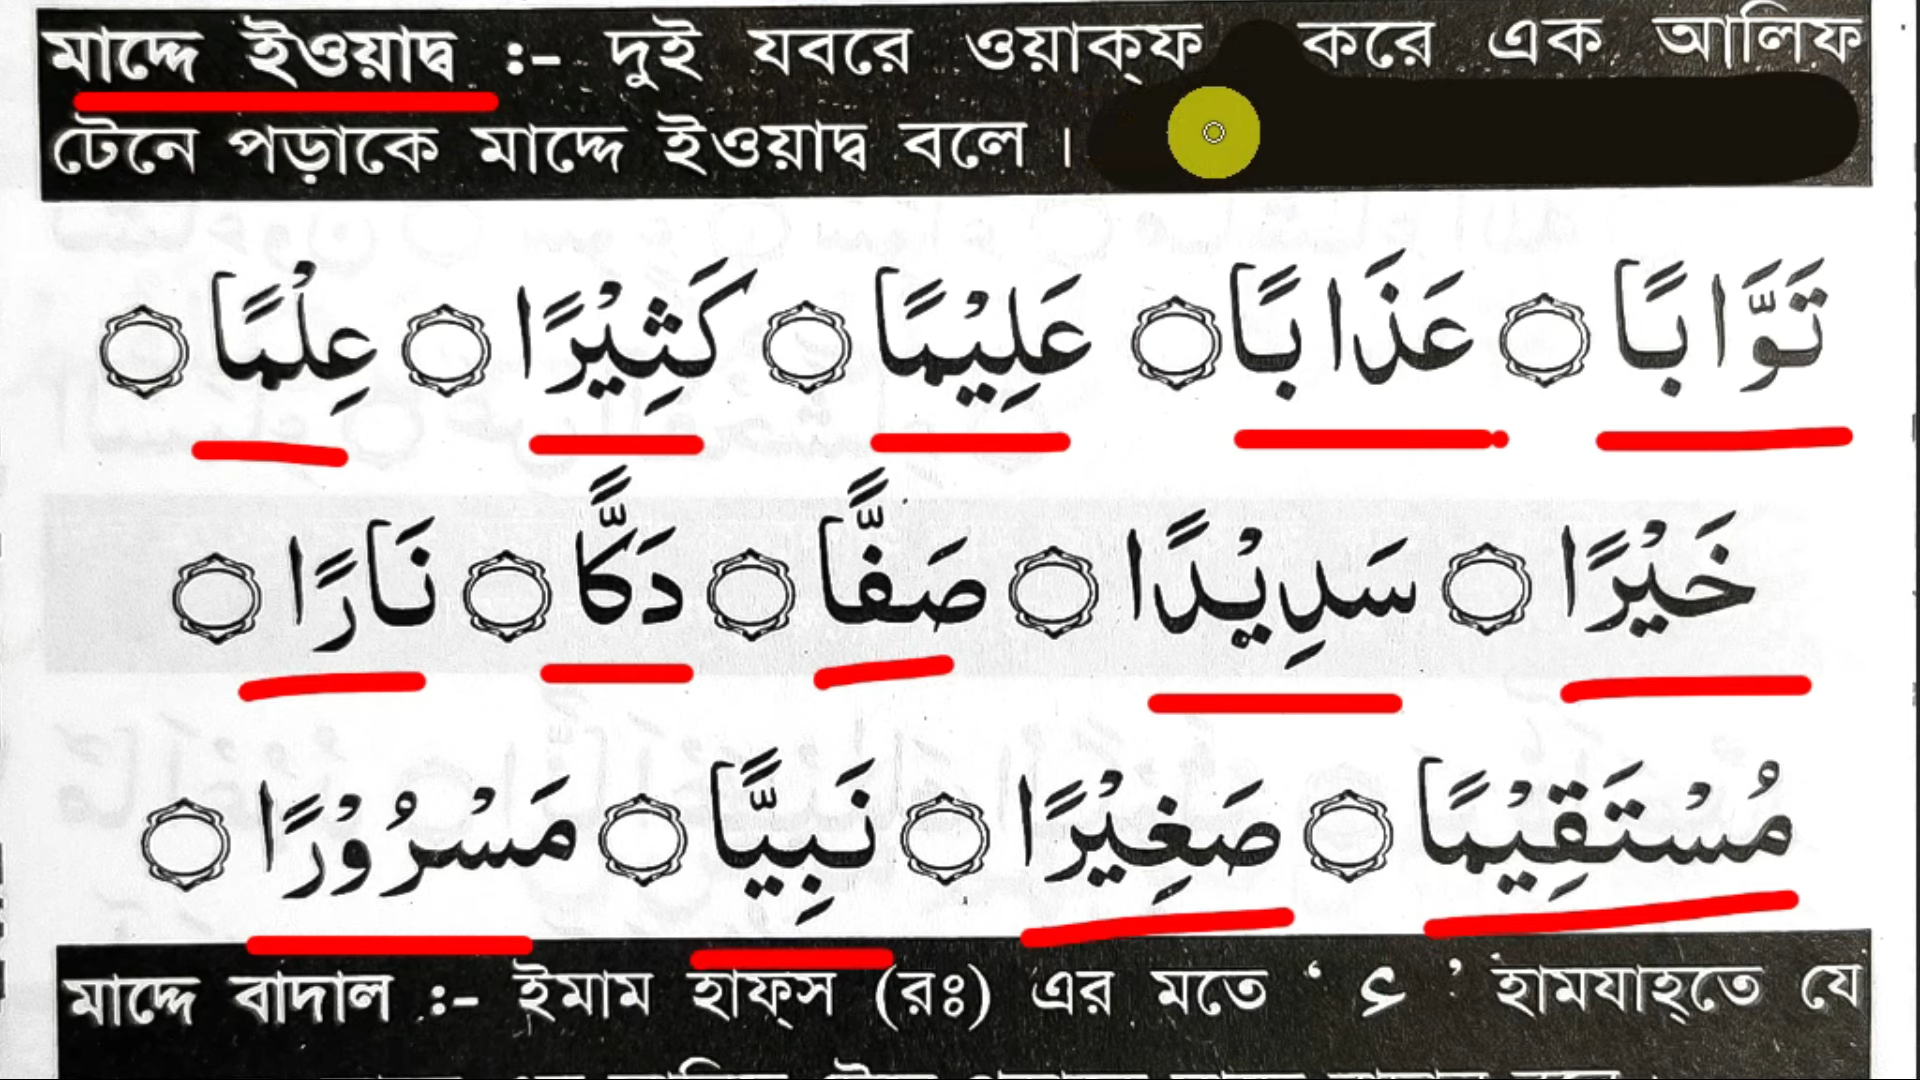 মাদ্দে ইওয়াদ্ব :- দুই যবরে ওয়াক্ফ করে এক আলিফ
টেনে পড়াকে মাদ্দে ইওয়াদ্ব বলে ।
تَوَّابًا ۝ عَذَابًا ۝ عَلِيْمًا ۝ كَثِيْرًا ۝ عِلْمًا ۝
خَيْرًا ۝ سَدِيْدًا ۝ صَفًّا ۝ دَكًّا ۝ نَارًا ۝
مُسْتَقِيْمًا ۝ صَغِيْرًا ۝ نَبِيًّا ۝ مَسْرُوْرًا ۝
মাদ্দে বাদাল :- ইমাম হাফ্স (রঃ) এর মতে ‘ ء ’ হামযাহ্তে যে